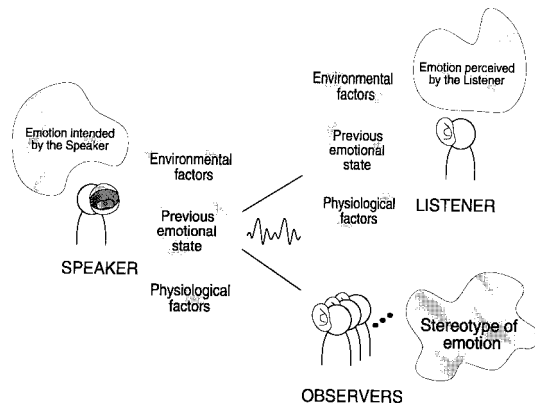 Emotion intended
by the Speaker
SPEAKER
Environmental
factors
Previous
emotional
state
Physiological
factors
Environmental
factors
Previous
emotional
state
Physiological
factors
Emotion perceived
by the Listener
LISTENER
OBSERVERS
Stereotype of
emotion